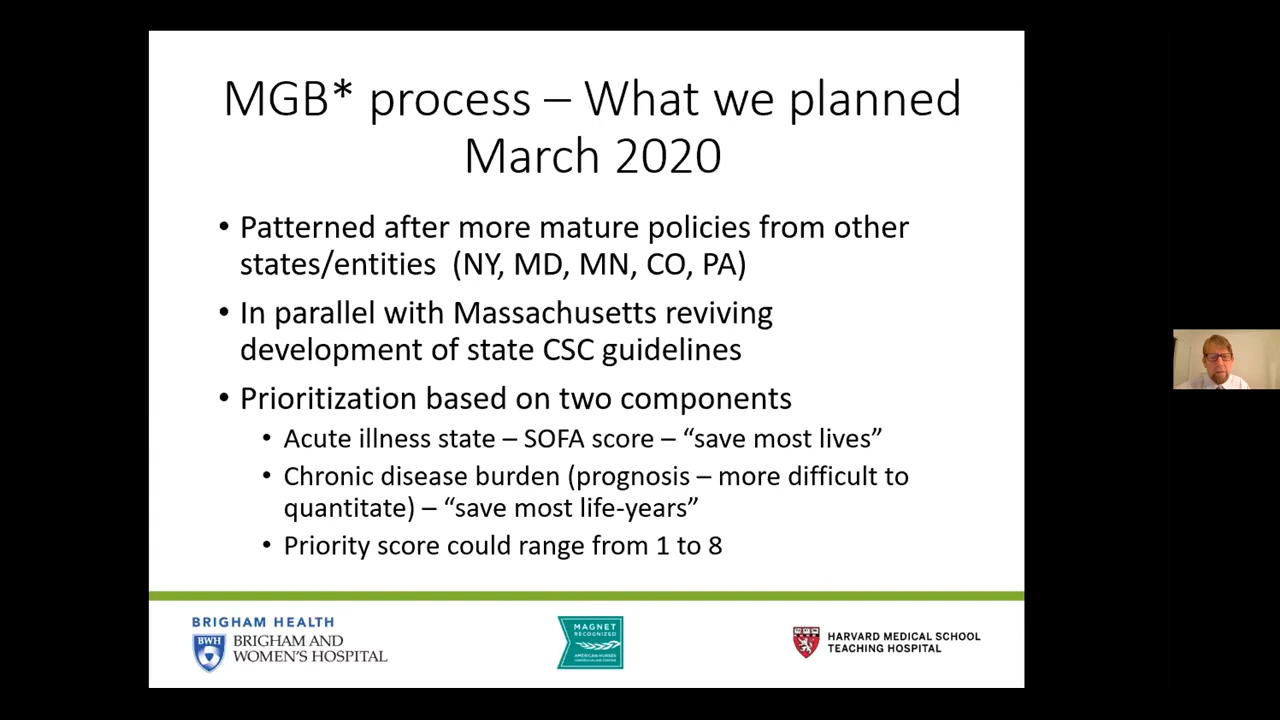 MGB* process – What we planned
March 2020
• Patterned after more mature policies from other
states/entities (NY, MD, MN, CO, PA)
• In parallel with Massachusetts reviving
development of state CSC guidelines
• Prioritization based on two components
• Acute illness state – SOFA score – “save most lives”
• Chronic disease burden (prognosis – more difficult to
quantitate) – “save most life-years”
• Priority score could range from 1 to 8
BRIGHAM HEALTH
BWH
BRIGHAM AND
WOMEN'S HOSPITAL
MAGNET
RECOGNIZED
AMERICAN NURSES
CREDENTIALING CENTER
HARVARD MEDICAL SCHOOL
TEACHING HOSPITAL